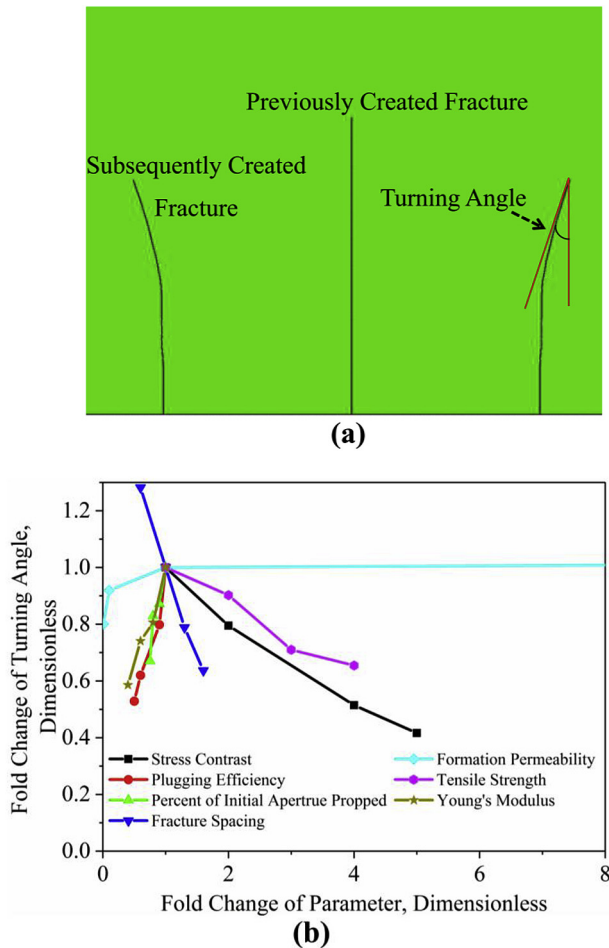 Previously Created Fracture
Subsequently Created
Fracture
Turning Angle
(a)
Fold Change of Turning Angle,
Dimensionless
1.2
1.0
0.8
0.6
0.4
0.2
0.0
Stress Contrast
Plugging Efficiency
Percent of Initial Apertrue Propped
Fracture Spacing
Formation Permeability
Tensile Strength
Young's Modulus
0 2 4 6 8
Fold Change of Parameter, Dimensionless
(b)